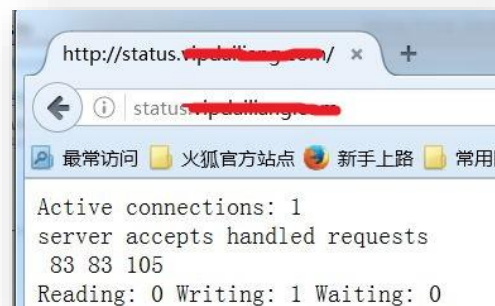 http://status.
status
最常访问 火狐官方站点 新手上路 常用
Active connections: 1
server accepts handled requests
83 83 105
Reading: 0 Writing: 1 Waiting: 0